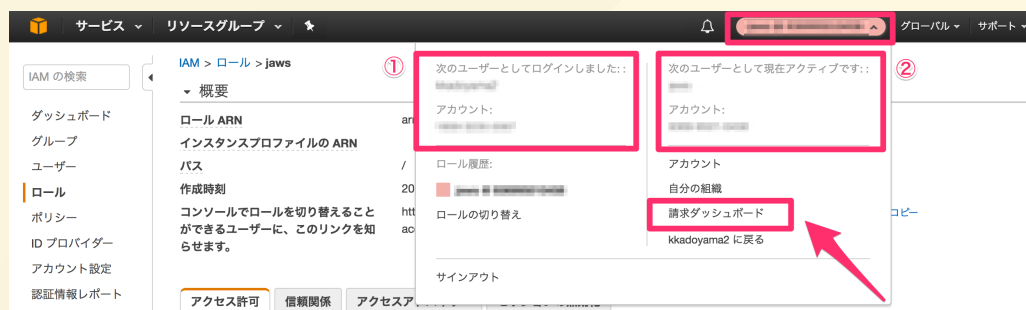 サービス リソースグループ グローバル サポート
IAM の検索
ダッシュボード
グループ
ユーザー
ロール
ポリシー
ID プロバイダー
アカウント設定
認証情報レポート
IAM > ロール > jaws
概要
ロール ARN
インスタンスプロファイルの ARN
パス /
作成時刻 20
コンソールでロールを切り替えること
ができるユーザーに、このリンクを知
らせます。
コピー
アクセス許可 信頼関係
①
次のユーザーとしてログインしました: :
アカウント:
ロール履歴:
ロールの切り替え
サインアウト
②
次のユーザーとして現在アクティブです: :
アカウント:
アカウント
自分の組織
請求ダッシュボード
kkadoyama2 に戻る